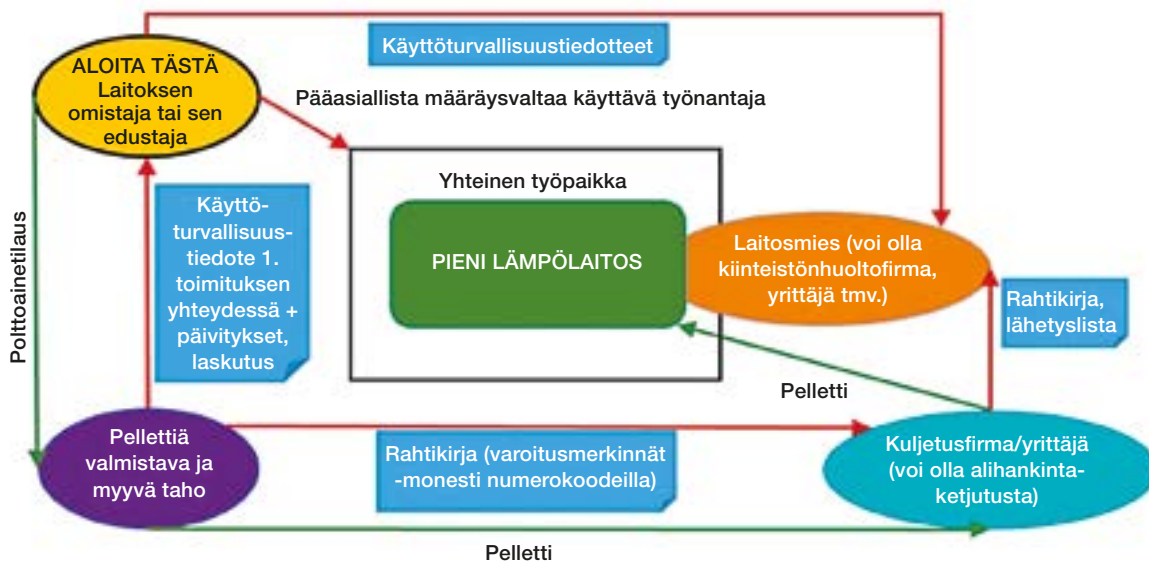 Käyttöturvallisuustiedotteet
ALOITA TÄSTÄ
Laitoksen
omistaja tai sen
edustaja
Pääasiallista määräysvaltaa käyttävä työnantaja
Yhteinen työpaikka
PIENI LÄMPÖLAITOS
Laitosmies (voi olla
kiinteistönhuoltofirma,
yrittäjä tmv.)
Käyttö-
turvallisuus-
tiedote 1.
toimituksen
yhteydessä +
päivitykset,
laskutus
Polttoainetilaus
Rahtikirja,
lähetyslista
Pelletti
Pellettiä
valmistava ja
myyvä taho
Rahtikirja (varoitusmerkinnät
-monesti numerokoodeilla)
Kuljetusfirma/yrittäjä
(voi olla alihankinta-
ketjutusta)
Pelletti